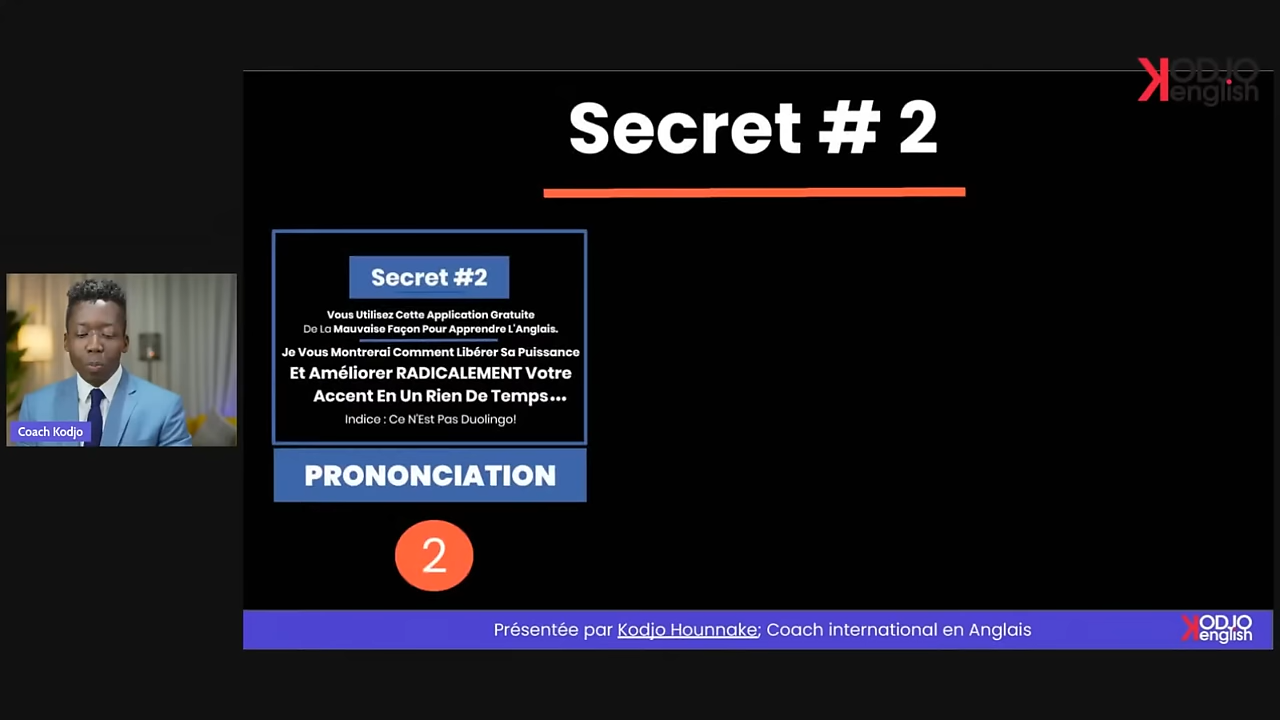 KODJO
english
Secret # 2
Secret #2
Vous Utilisez Cette Application Gratuite
De La Mauvaise Façon Pour Apprendre L'Anglais.
Je Vous Montrerai Comment Libérer Sa Puissance
Et Améliorer RADICALEMENT Votre
Accent En Un Rien De Temps...
Indice : Ce N'Est Pas Duolingo!
PRONONCIATION
2
Coach Kodjo
Présentée par Kodjo Hounnake; Coach international en Anglais
KODJO
english